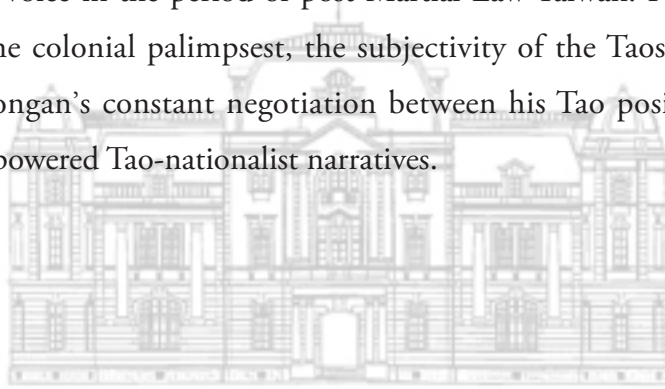 voice in the period of post-Martial Law Taiwan.
ne colonial palimpsest, the subjectivity of the Taos
ongan's constant negotiation between his Tao posi
powered Tao-nationalist narratives.